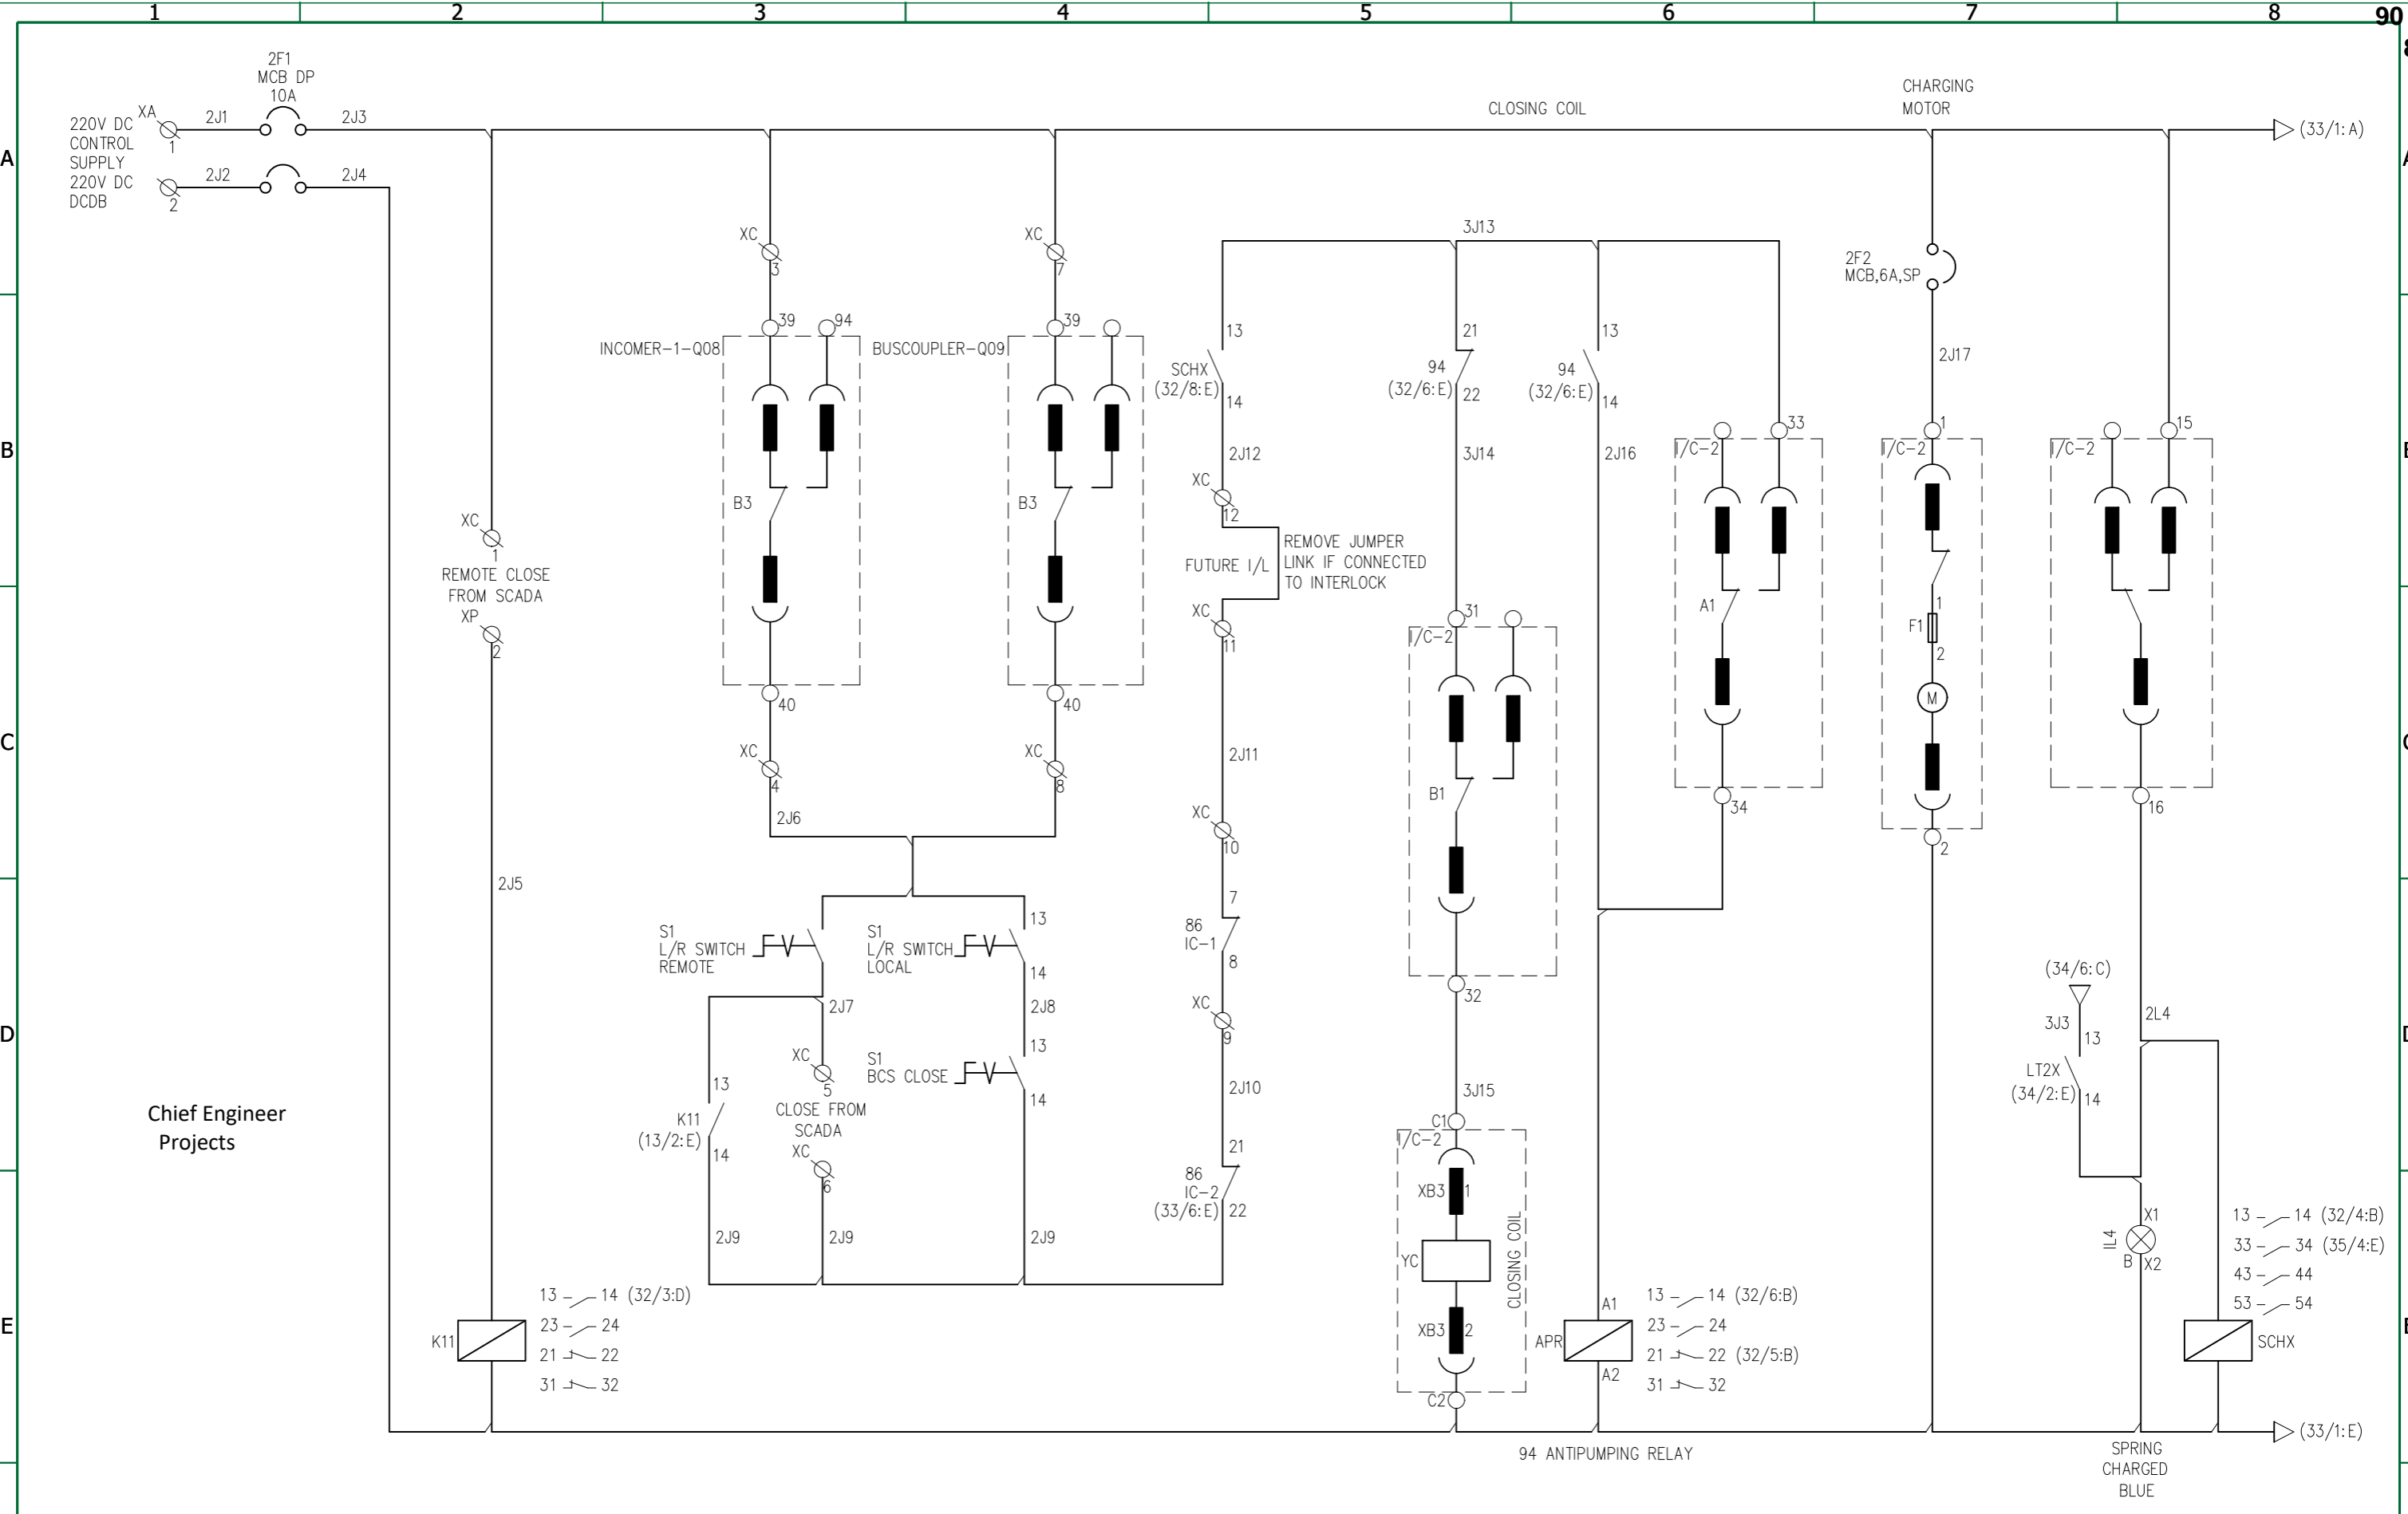 1 2 3 4 5 6 7 8 90
A
B
C
D
E
2F1
MCB DP
10A
XA
220V DC
CONTROL
SUPPLY
220V DC
DCDB
1
2
2J1
2J3
2J2
2J4
CLOSING COIL
CHARGING
MOTOR
(33/1:A)
XC
1
REMOTE CLOSE
FROM SCADA
XP
2
2J5
K11
13 14 (32/3:D)
23 24
21 22
31 32
XC
3
39
94
INCOMER-1-Q08
B3
40
XC
4
2J6
XC
7
39
BUSCOUPLER-Q09
B3
40
XC
8
S1
L/R SWITCH
REMOTE
S1
L/R SWITCH
LOCAL
13
14
2J7
2J8
S1
BCS CLOSE
13
14
XC
5
CLOSE FROM
SCADA
XC
6
13
K11
(13/2:E)
14
2J9
2J9
2J9
3J13
13
SCHX
(32/8:E)
14
2J12
XC
12
FUTURE I/L
REMOVE JUMPER
LINK IF CONNECTED
TO INTERLOCK
XC
11
2J11
XC
10
7
86
IC-1
8
XC
9
2J10
21
86
IC-2
(33/6:E)
22
21
94
(32/6:E)
22
3J14
31
I/C-2
B1
32
3J15
C1
I/C-2
XB3
1
YC
CLOSING COIL
XB3
2
C2
13
94
(32/6:E)
14
2J16
I/C-2
33
A1
34
A1
APR
A2
13 14 (32/6:B)
23 24
21 22 (32/5:B)
31 32
94 ANTIPUMPING RELAY
2F2
MCB,6A,SP
2J17
1
I/C-2
1
F1
2
M
2
I/C-2
15
16
(34/6:C)
3J3
13
LT2X
(34/2:E)
14
2L4
X1
IL4
B
X2
13 14 (32/4:B)
33 34 (35/4:E)
43 44
53 54
SCHX
(33/1:E)
SPRING
CHARGED
BLUE
Chief Engineer
Projects